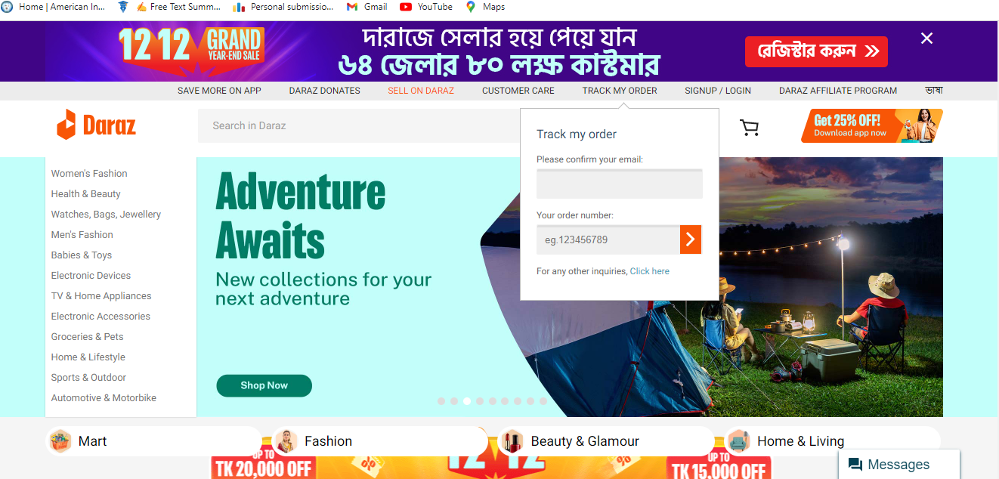 Home | American In...
Free Text Summ...
Personal submissio...
Gmail
YouTube
Maps
12 12 GRAND
YEAR-END SALE
দারাজে সেলার হয়ে পেয়ে যান
৬৪ জেলার ৮০ লক্ষ কাস্টমার
রেজিস্টার করুন
SAVE MORE ON APP
DARAZ DONATES
SELL ON DARAZ
CUSTOMER CARE
TRACK MY ORDER
SIGNUP / LOGIN
DARAZ AFFILIATE PROGRAM
ভাষা
Daraz
Search in Daraz
Get 25% OFF!
Download app now
Track my order
Please confirm your email:
Your order number:
eg.123456789
For any other inquiries, Click here
Women's Fashion
Health & Beauty
Watches, Bags, Jewellery
Men's Fashion
Babies & Toys
Electronic Devices
TV & Home Appliances
Electronic Accessories
Groceries & Pets
Home & Lifestyle
Sports & Outdoor
Automotive & Motorbike
Adventure
Awaits
New collections for your
next adventure
Shop Now
Mart
Fashion
Beauty & Glamour
Home & Living
UP TO
TK 20,000 OFF
12 12
UP TO
TK 15,000 OFF
Messages